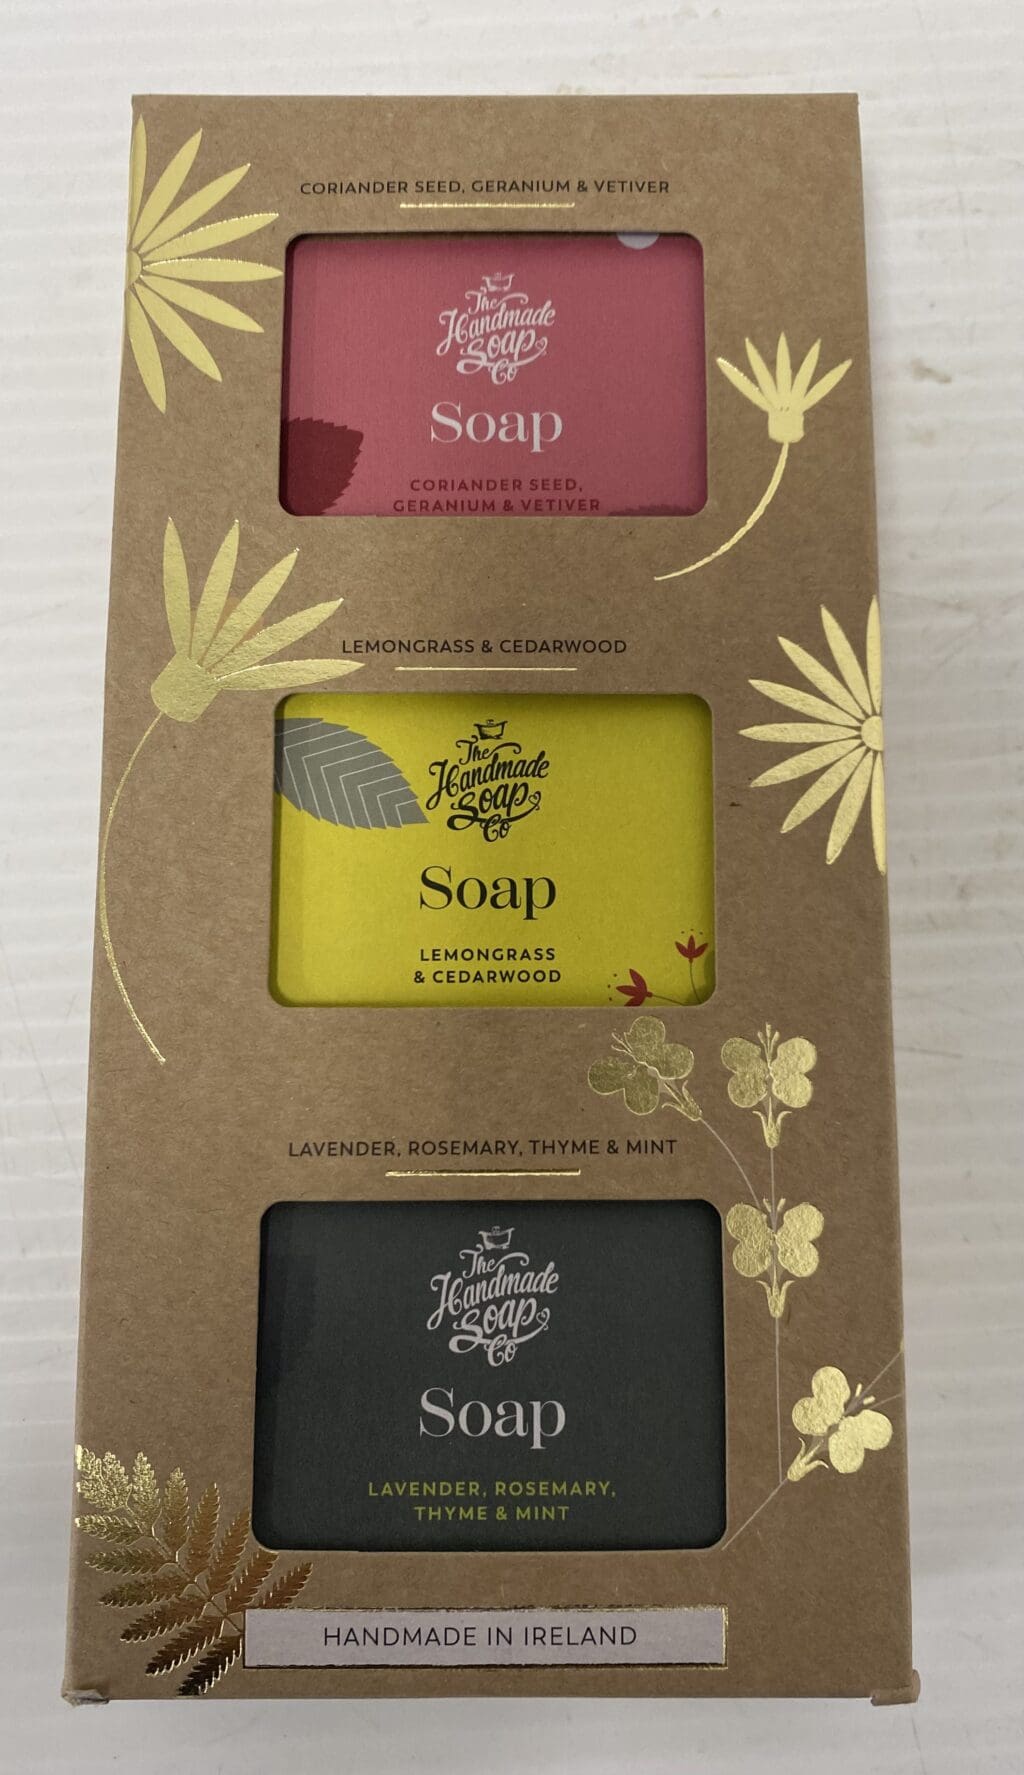 CORIANDER SEED, GERANIUM & VETIVER
The
Handmade
Soap
Co
Soap
CORIANDER SEED,
GERANIUM & VETIVER
LEMONGRASS & CEDARWOOD
The
Handmade
Soap
Co
Soap
LEMONGRASS
& CEDARWOOD
LAVENDER, ROSEMARY, THYME & MINT
The
Handmade
Soap
Co
Soap
LAVENDER, ROSEMARY,
THYME & MINT
HANDMADE IN IRELAND